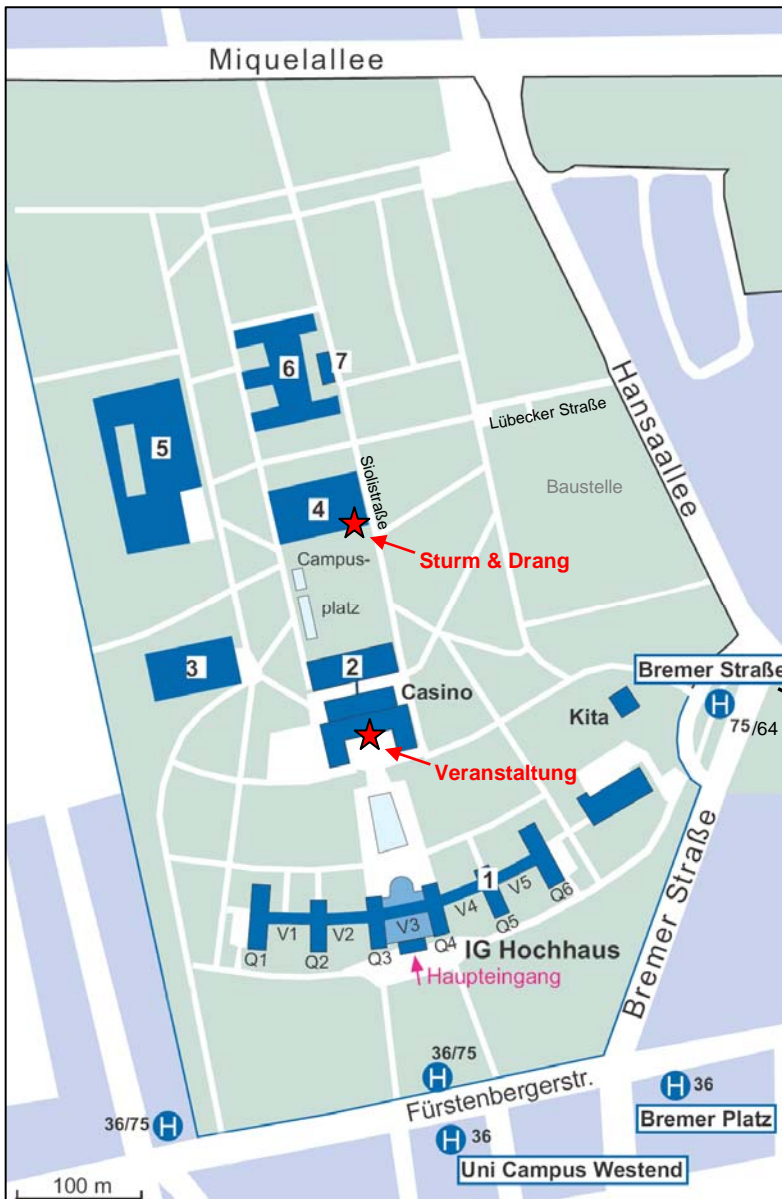 Miquelallee
Hansaallee
6
7
5
Lübecker Straße
Siolistraße
Baustelle
4
Sturm & Drang
Campus-
platz
3
2
Casino
Bremer Straße
H
75/64
Kita
Veranstaltung
Bremer Straße
1
V1
V2
V3
V4
V5
Q1
Q2
Q3
Q4
Q5
Q6
IG Hochhaus
Haupteingang
36/75
H
Fürstenbergerstr.
H 36
Bremer Platz
36/75 H
H 36
Uni Campus Westend
100 m